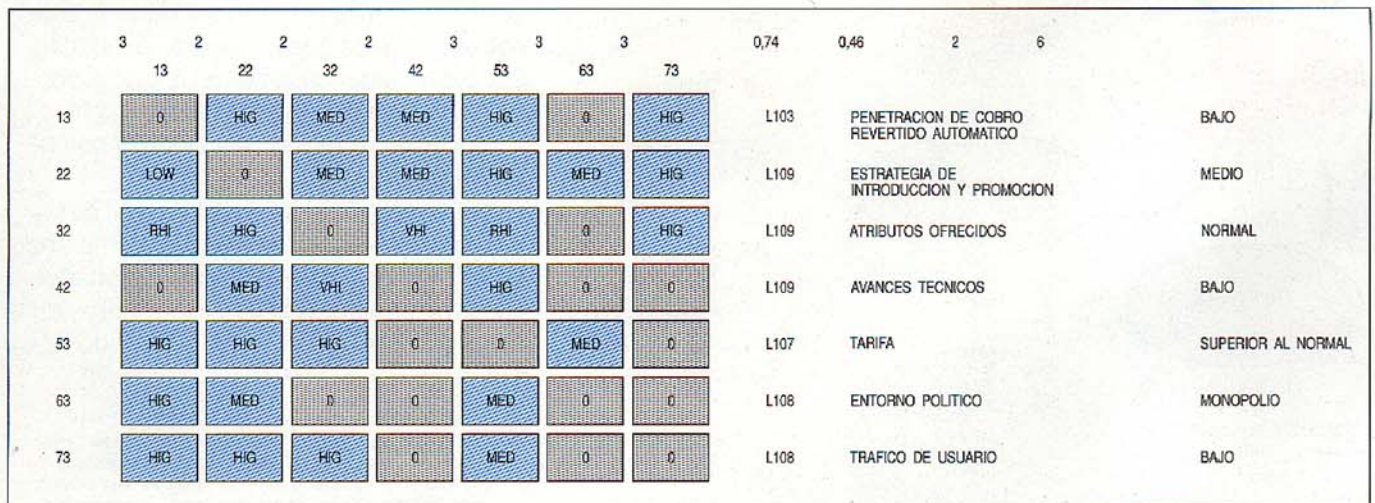 3 2 2 2 3 3 3 0,74 0,46 2 6
13 22 32 42 53 63 73
13 0 HIG MED MED HIG 0 HIG L103 PENETRACION DE COBRO BAJO
REVERTIDO AUTOMATICO
22 LOW 0 MED MED HIG MED HIG L109 ESTRATEGIA DE MEDIO
INTRODUCCION Y PROMOCION
32 RHI HIG 0 VHI RHI 0 HIG L109 ATRIBUTOS OFRECIDOS NORMAL
42 0 MED VHI 0 HIG 0 0 L109 AVANCES TECNICOS BAJO
53 HIG HIG HIG 0 0 MED 0 L107 TARIFA SUPERIOR AL NORMAL
63 HIG MED 0 0 MED 0 0 L108 ENTORNO POLITICO MONOPOLIO
73 HIG HIG HIG 0 MED 0 0 L108 TRAFICO DE USUARIO BAJO